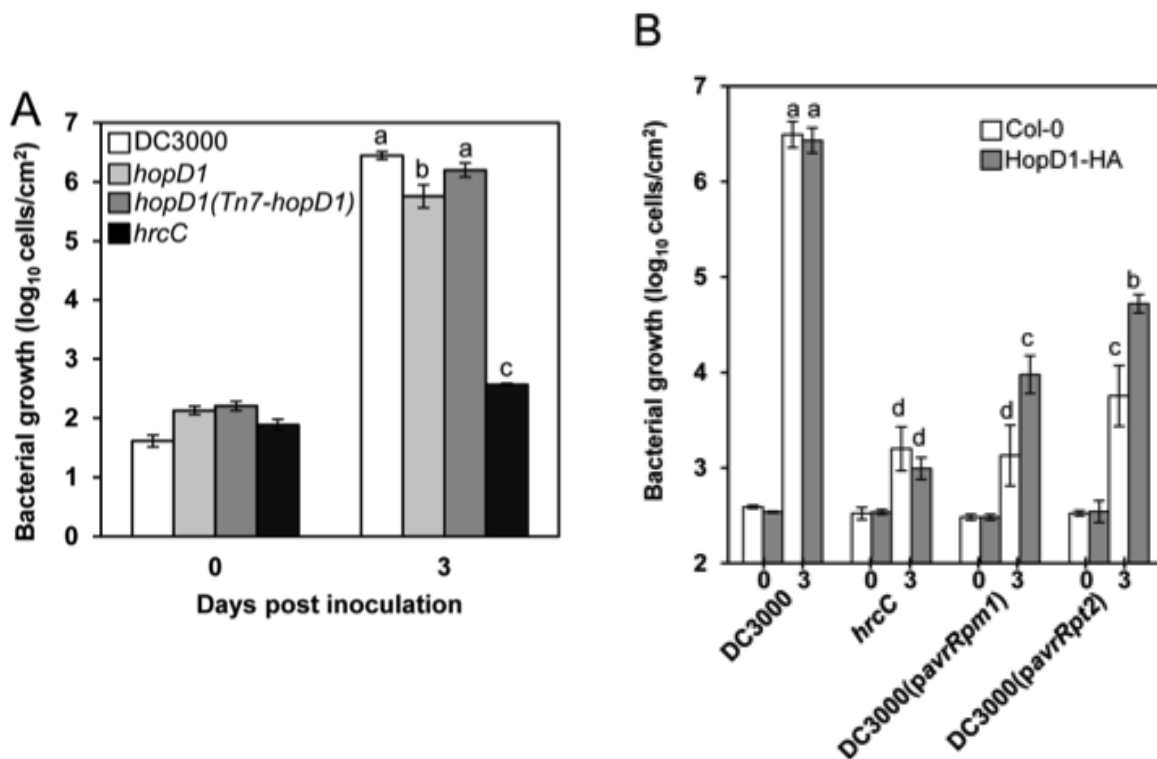 A
Bacterial growth (log₁₀ cells/cm²)
7
6
5
4
3
2
1
0
DC3000
hopD1
hopD1(Tn7-hopD1)
hrcC
a
b
a
c
0
3
Days post inoculation
B
Bacterial growth (log₁₀ cells/cm²)
7
6
5
4
3
2
Col-0
HopD1-HA
a a
d
d
d
c
c
b
0 3 0 3 0 3 0 3
DC3000
hrcC
DC3000(pavrRpm1)
DC3000(pavrRpt2)